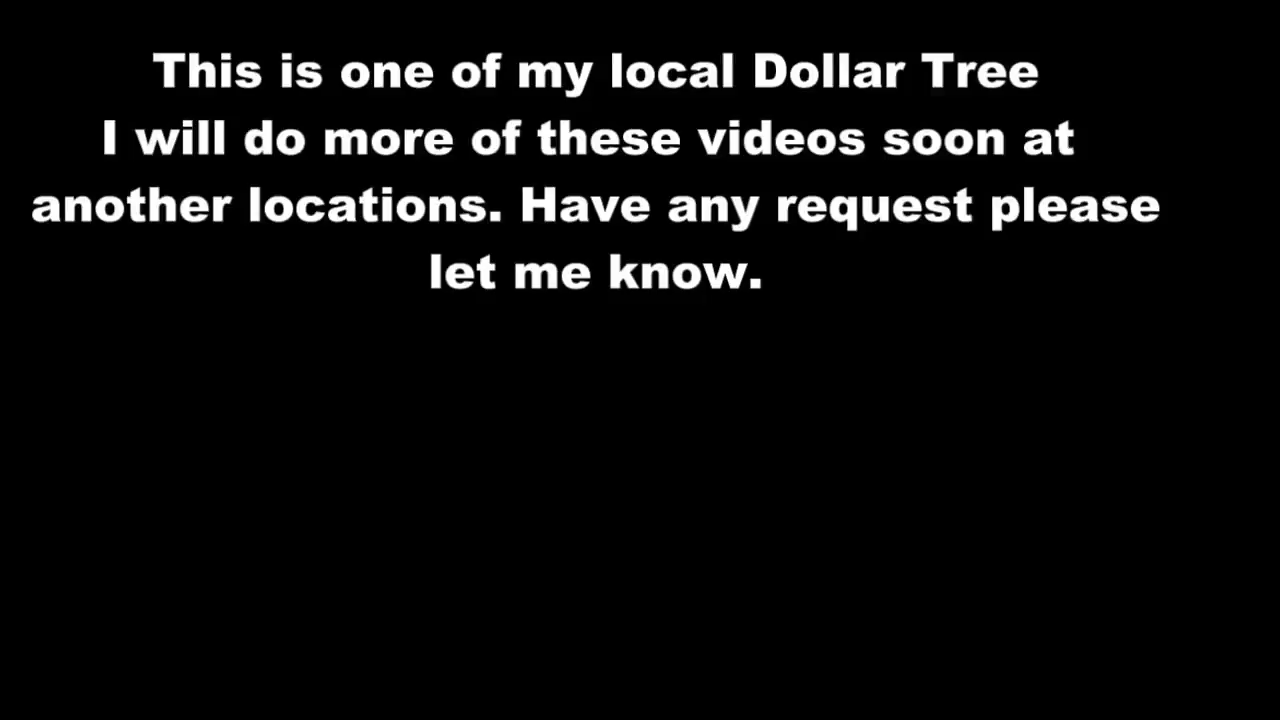 This is one of my local Dollar Tree
I will do more of these videos soon at
another locations. Have any request please
let me know.